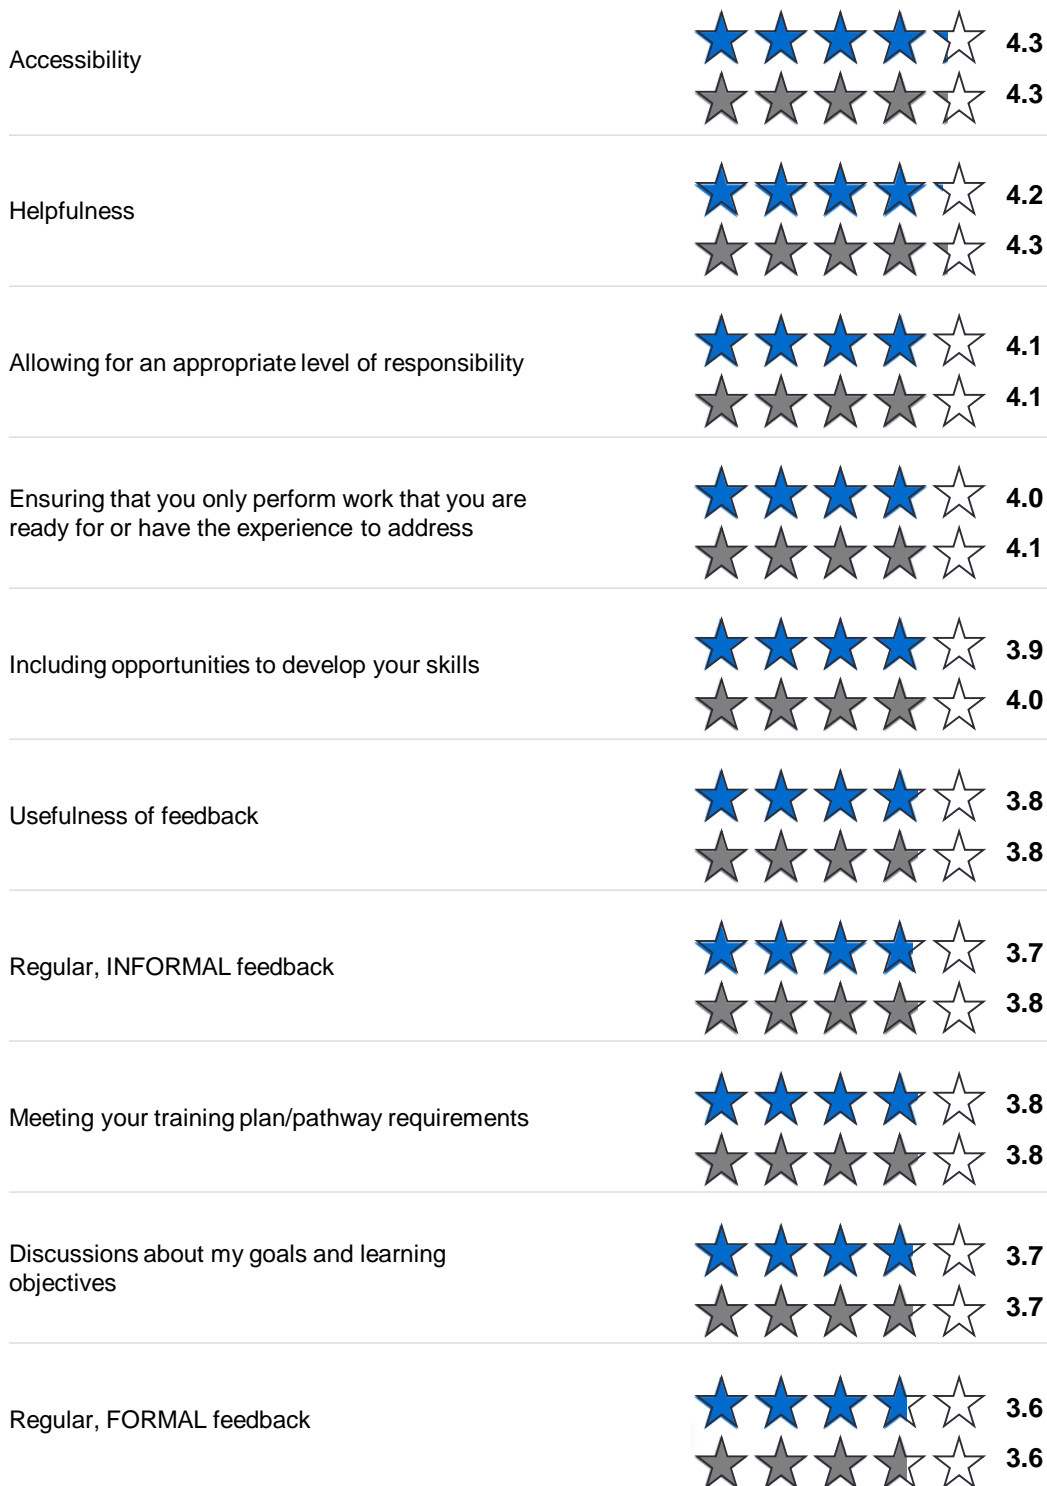 Accessibility
4.3
4.3
Helpfulness
4.2
4.3
Allowing for an appropriate level of responsibility
4.1
4.1
Ensuring that you only perform work that you are
ready for or have the experience to address
4.0
4.1
Including opportunities to develop your skills
3.9
4.0
Usefulness of feedback
3.8
3.8
Regular, INFORMAL feedback
3.7
3.8
Meeting your training plan/pathway requirements
3.8
3.8
Discussions about my goals and learning
objectives
3.7
3.7
Regular, FORMAL feedback
3.6
3.6